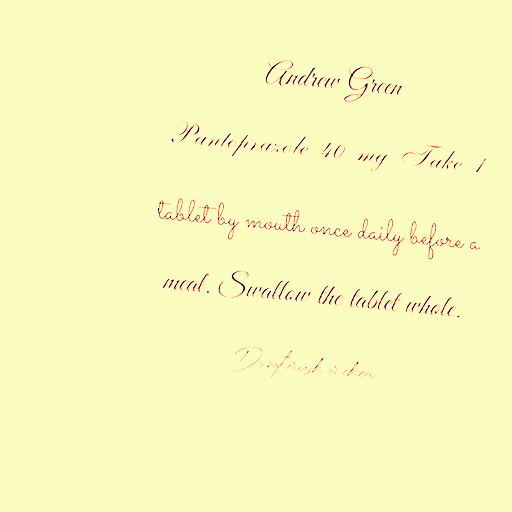 Andrew Green
Pantoprazole 40 mg Take 1
tablet by mouth once daily before a
meal. Swallow the tablet whole.
Do not crush or chew